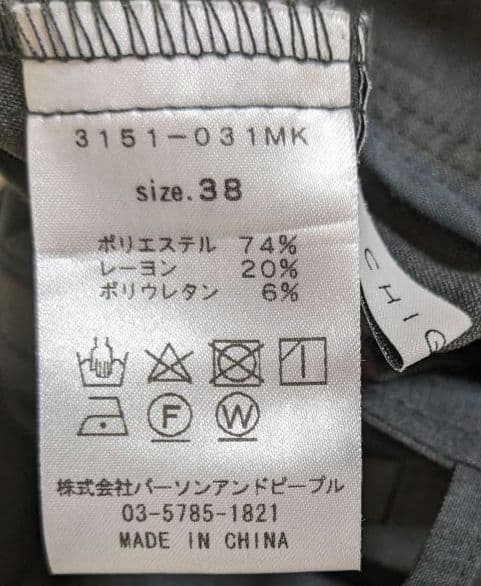 3151-031MK
size.38
ポリエステル 74%
レーヨン 20%
ポリウレタン 6%
F W
株式会社パーソンアンドピープル
03-5785-1821
MADE IN CHINA
CHIG